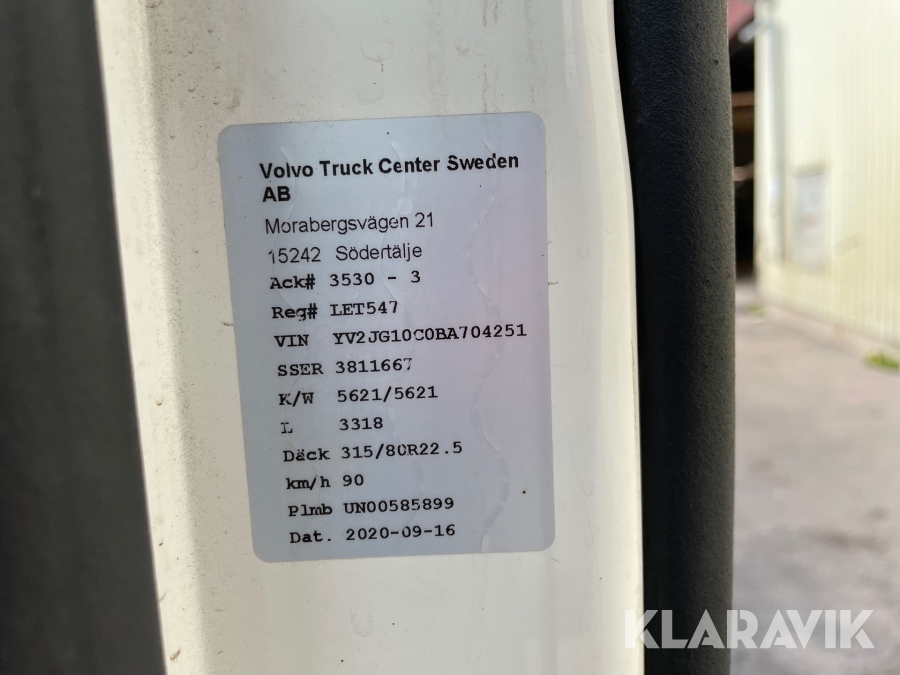 Volvo Truck Center Sweden
AB
Morabergsvägen 21
15242 Södertälje
Ack# 3530 - 3
Reg# LET547
VIN YV2JG10C0BA704251
SSER 3811667
K/W 5621/5621
L 3318
Däck 315/80R22.5
km/h 90
Plmb UN00585899
Dat. 2020-09-16
KLARAVIK